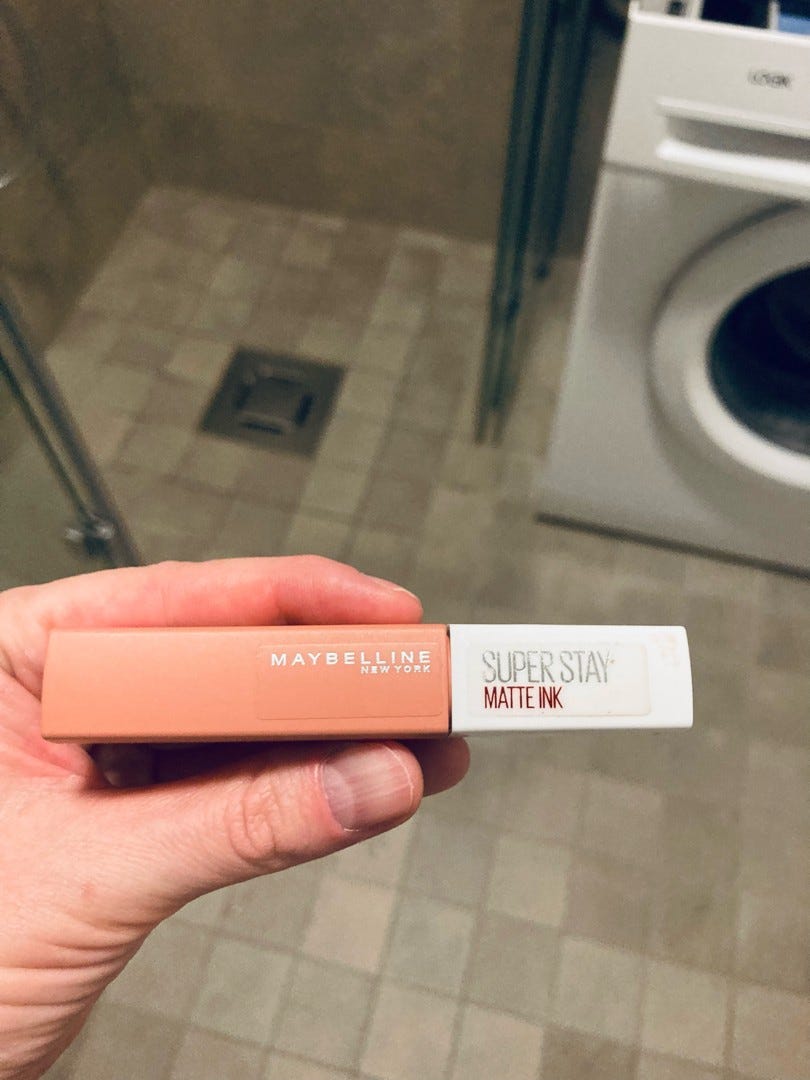 MAYBELLINE
NEW YORK
SUPER STAY
MATTE INK